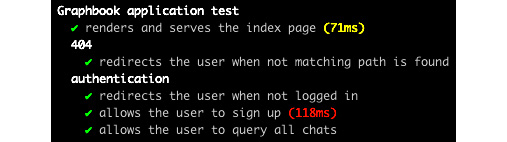 Graphbook application test
✔ renders and serves the index page (71ms)
404
✔ redirects the user when not matching path is found
authentication
✔ redirects the user when not logged in
✔ allows the user to sign up (118ms)
✔ allows the user to query all chats